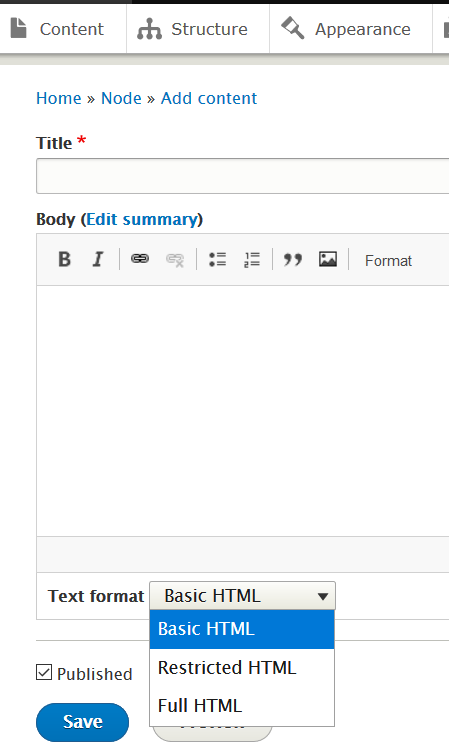 Content Structure Appearance
Home » Node » Add content
Title *
Body (Edit summary)
B I Format
Text format Basic HTML
Basic HTML
Restricted HTML
Full HTML
Published
Save